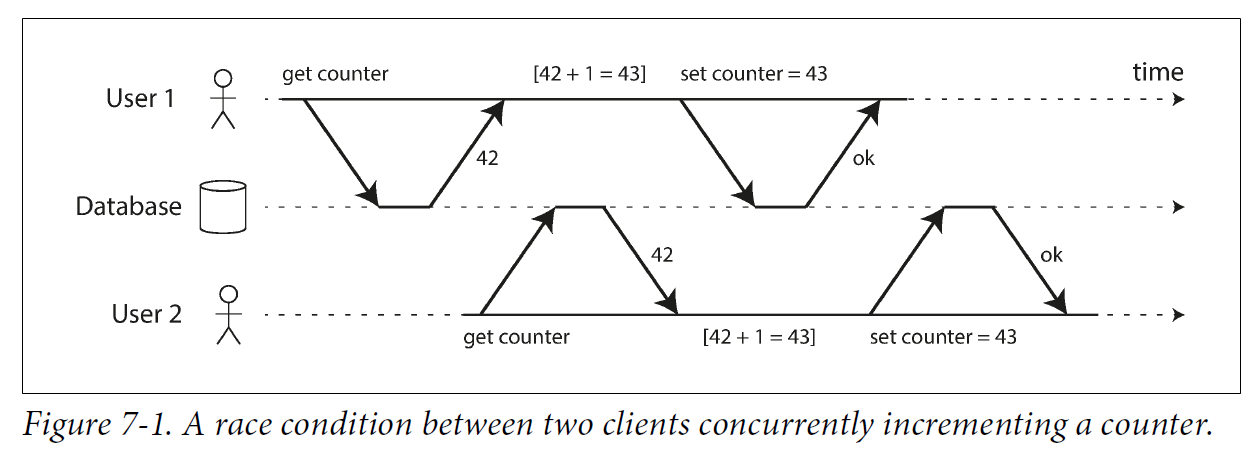 get counter [42 + 1 = 43] set counter = 43 time
User 1
42 ok
Database
42 ok
User 2
get counter [42 + 1 = 43] set counter = 43
Figure 7-1. A race condition between two clients concurrently incrementing a counter.